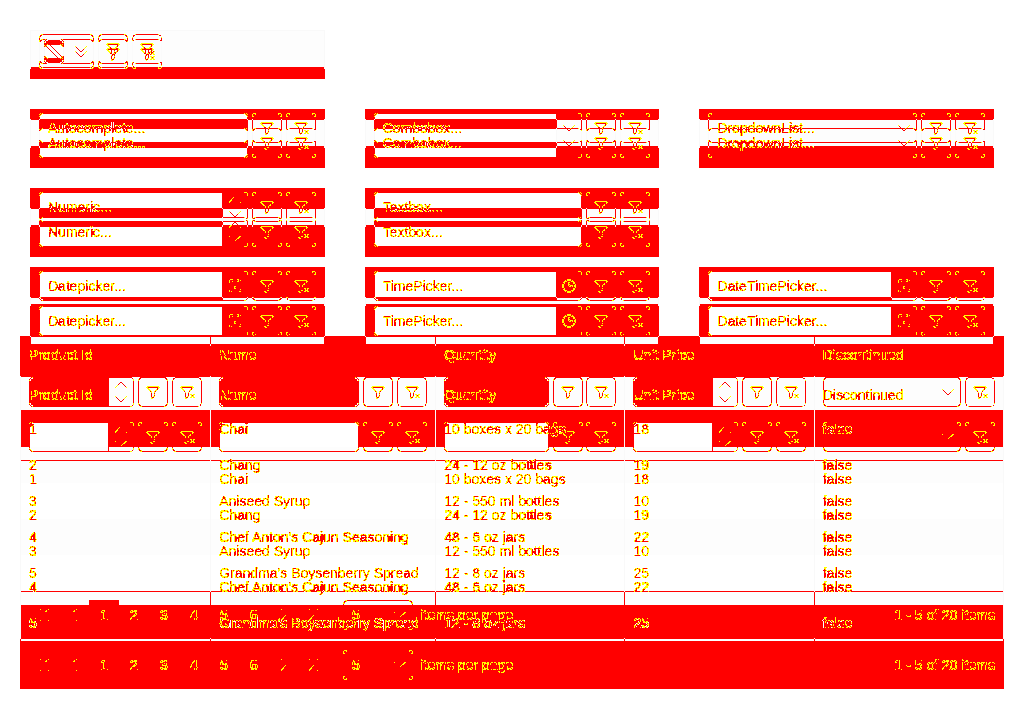 Autocomplete... Combobox... DropdownList...
Autocomplete... Combobox... DropdownList...
Numeric... Textbox...
Numeric... Textbox...
Datepicker... TimePicker... DateTimePicker...
Datepicker... TimePicker... DateTimePicker...
Product Id Name Quantity Unit Price Discontinued
Product Id Name Quantity Unit Price Discontinued
1 Chai 10 boxes x 20 bags 18 false
2 Chang 24 - 12 oz bottles 19 false
1 Chai 10 boxes x 20 bags 18 false
3 Aniseed Syrup 12 - 550 ml bottles 10 false
2 Chang 24 - 12 oz bottles 19 false
4 Chef Anton's Cajun Seasoning 48 - 6 oz jars 22 false
3 Aniseed Syrup 12 - 550 ml bottles 10 false
5 Grandma's Boysenberry Spread 12 - 8 oz jars 25 false
4 Chef Anton's Cajun Seasoning 48 - 6 oz jars 22 false
1 2 3 4 5 6 5 items per page 1 - 5 of 20 items
5 Grandma's Boysenberry Spread 12 - 8 oz jars 25 false
1 2 3 4 5 6 5 items per page 1 - 5 of 20 items